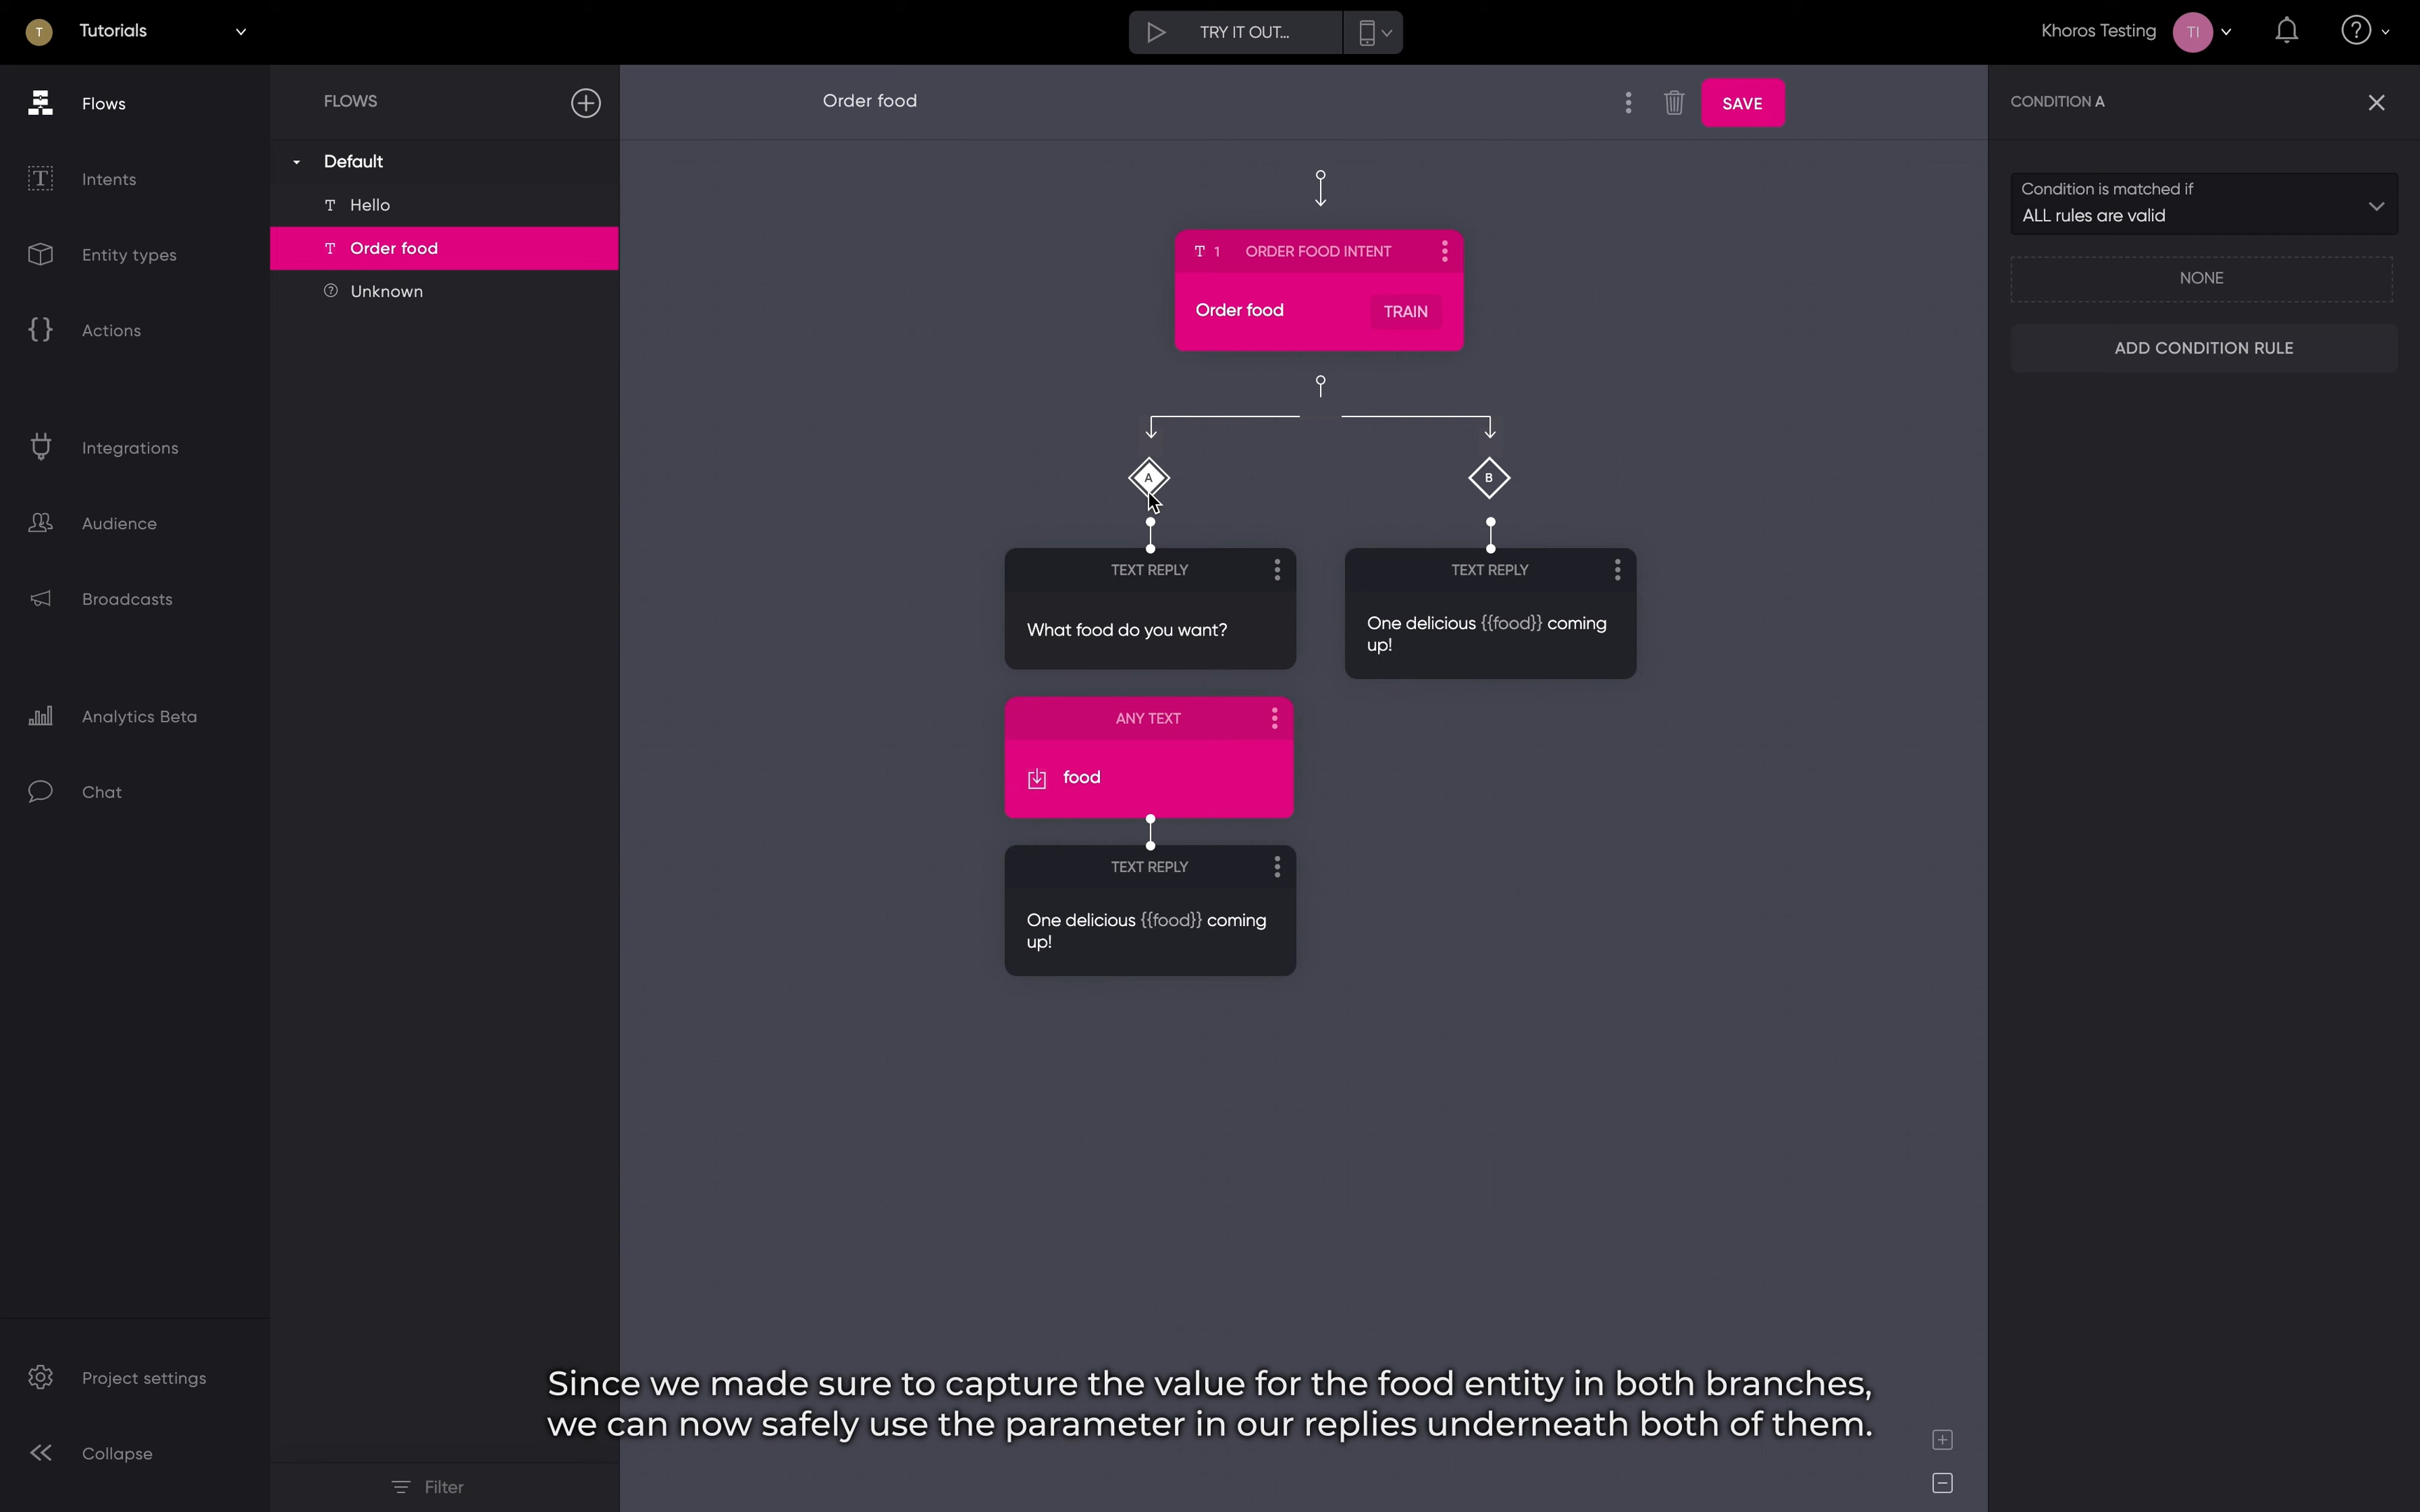 T Tutorials
TRY IT OUT...
Khoros Testing TI
?
Flows
Intents
Entity types
Actions
Integrations
Audience
Broadcasts
Analytics Beta
Chat
Project settings
Collapse
FLOWS
Default
T Hello
T Order food
? Unknown
Filter
Order food
SAVE
T 1 ORDER FOOD INTENT
Order food TRAIN
A
B
TEXT REPLY
What food do you want?
TEXT REPLY
One delicious {{food}} coming
up!
ANY TEXT
food
TEXT REPLY
One delicious {{food}} coming
up!
CONDITION A
Condition is matched if
ALL rules are valid
NONE
ADD CONDITION RULE
Since we made sure to capture the value for the food entity in both branches,
we can now safely use the parameter in our replies underneath both of them.